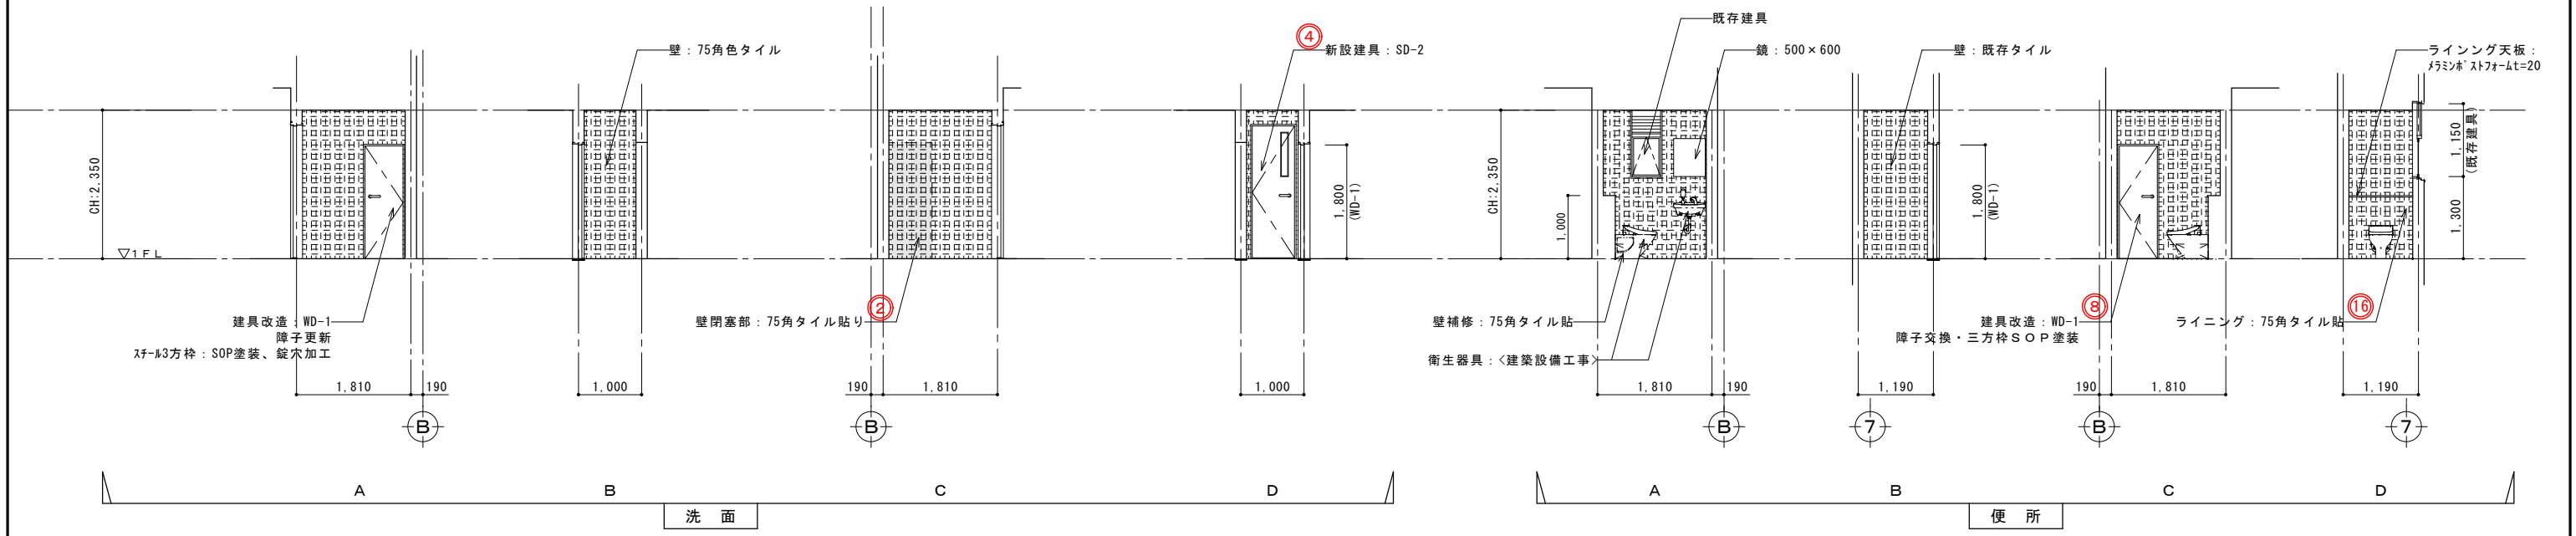 壁：75角色タイル
④
新設建具：SD-2
既存建具
鏡：500×600
壁：既存タイル
ラインング天板：
メラミンポストフォームt=20
CH:2,350
▽1FL
1,800
(WD-1)
CH:2,350
1,000
1,800
(WD-1)
1,150
(既存建具)
1,300
建具改造：WD-1
障子更新
スチール3方枠：SOP塗装、錠穴加工
②
壁閉塞部：75角タイル貼り
壁補修：75角タイル貼
衛生器具：<建築設備工事>
⑧
建具改造：WD-1
障子交換・三方枠ＳＯＰ塗装
⑯
ライニング：75角タイル貼
1,810
190
1,000
190
1,810
1,000
1,810
190
1,190
190
1,810
1,190
B
B
B
7
B
7
A
B
C
D
A
B
C
D
洗　面
便　所